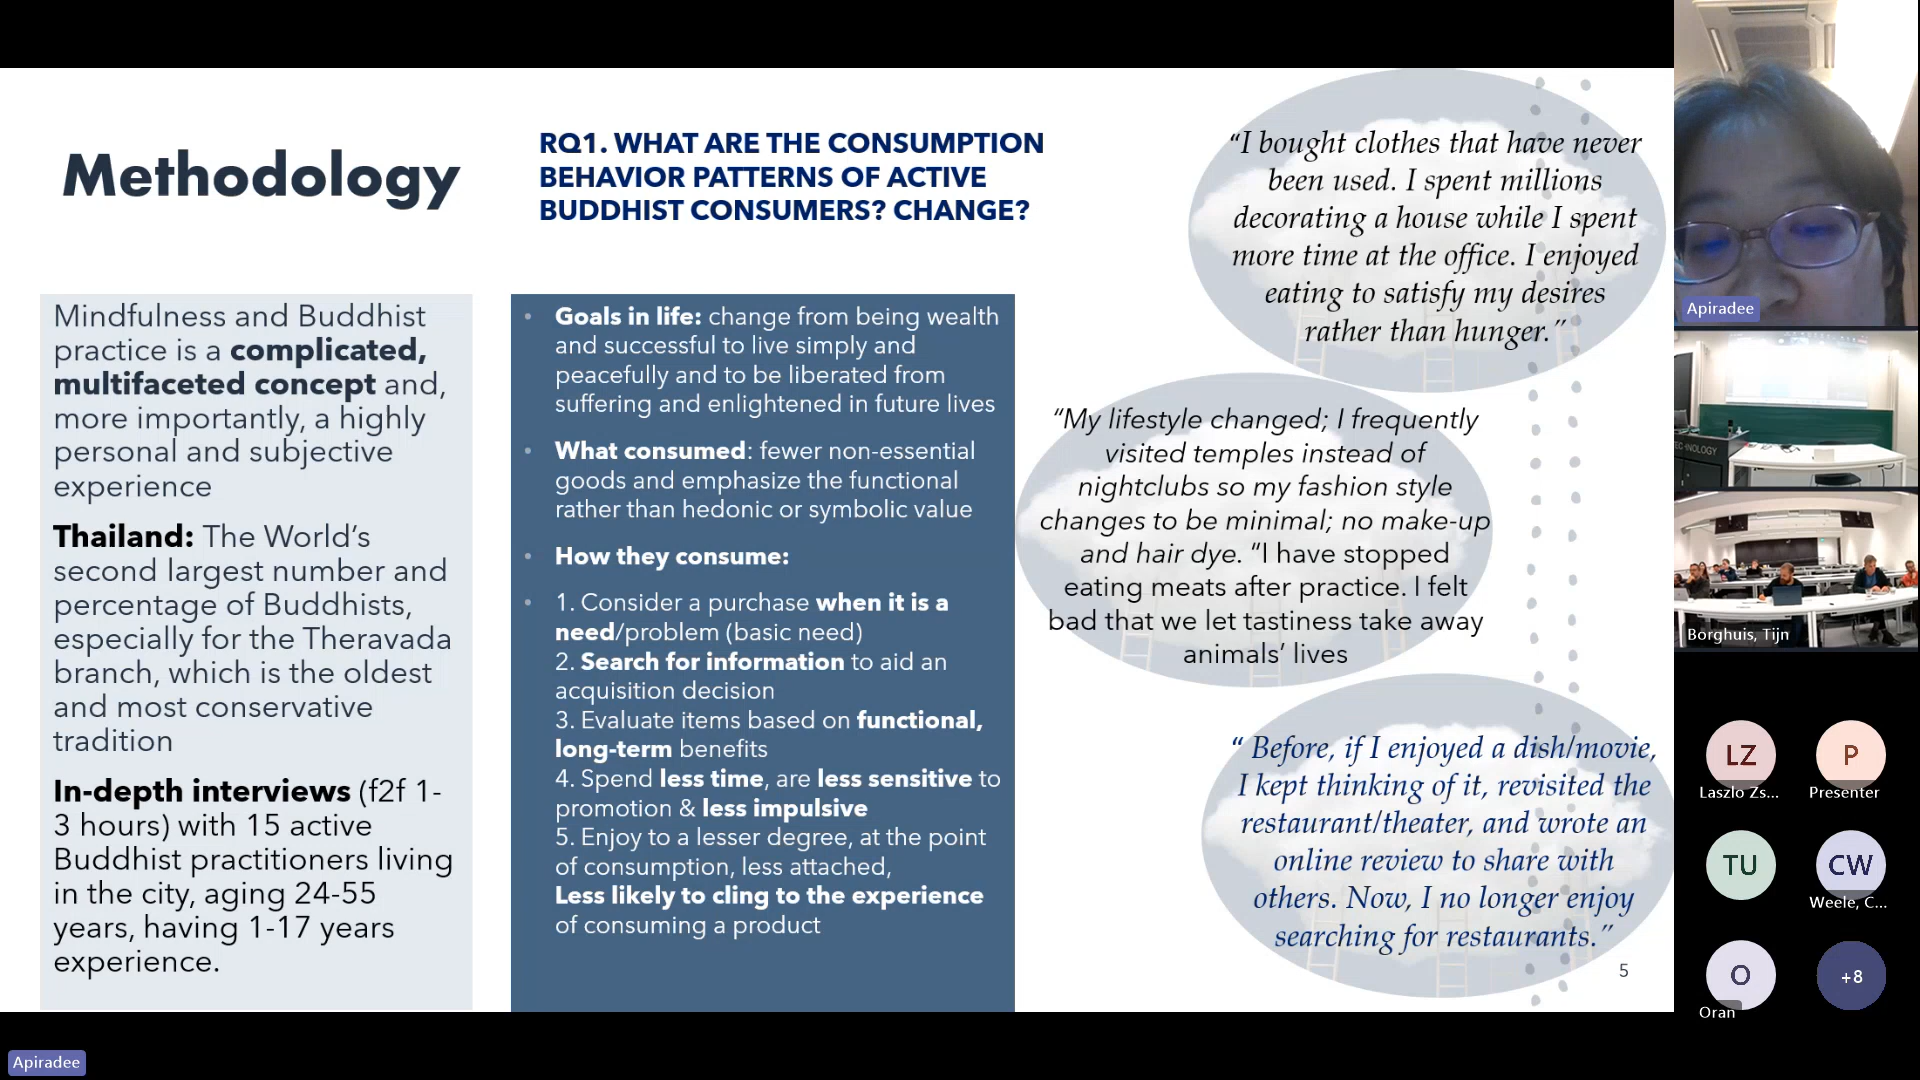 Methodology
RQ1. WHAT ARE THE CONSUMPTION
BEHAVIOR PATTERNS OF ACTIVE
BUDDHIST CONSUMERS? CHANGE?
Mindfulness and Buddhist
practice is a complicated,
multifaceted concept and,
more importantly, a highly
personal and subjective
experience
Thailand: The World’s
second largest number and
percentage of Buddhists,
especially for the Theravada
branch, which is the oldest
and most conservative
tradition
In-depth interviews (f2f 1-
3 hours) with 15 active
Buddhist practitioners living
in the city, aging 24-55
years, having 1-17 years
experience.
• Goals in life: change from being wealth
and successful to live simply and
peacefully and to be liberated from
suffering and enlightened in future lives
• What consumed: fewer non-essential
goods and emphasize the functional
rather than hedonic or symbolic value
• How they consume:
• 1. Consider a purchase when it is a
need/problem (basic need)
2. Search for information to aid an
acquisition decision
3. Evaluate items based on functional,
long-term benefits
4. Spend less time, are less sensitive to
promotion & less impulsive
5. Enjoy to a lesser degree, at the point
of consumption, less attached,
Less likely to cling to the experience
of consuming a product
“I bought clothes that have never
been used. I spent millions
decorating a house while I spent
more time at the office. I enjoyed
eating to satisfy my desires
rather than hunger.”
“My lifestyle changed; I frequently
visited temples instead of
nightclubs so my fashion style
changes to be minimal; no make-up
and hair dye. “I have stopped
eating meats after practice. I felt
bad that we let tastiness take away
animals’ lives
“ Before, if I enjoyed a dish/movie,
I kept thinking of it, revisited the
restaurant/theater, and wrote an
online review to share with
others. Now, I no longer enjoy
searching for restaurants.”
5
Apiradee
Borghuis, Tijn
LZ
Laszlo Zs...
P
Presenter
TU
CW
Weele, C...
O
Oran
+8
Apiradee